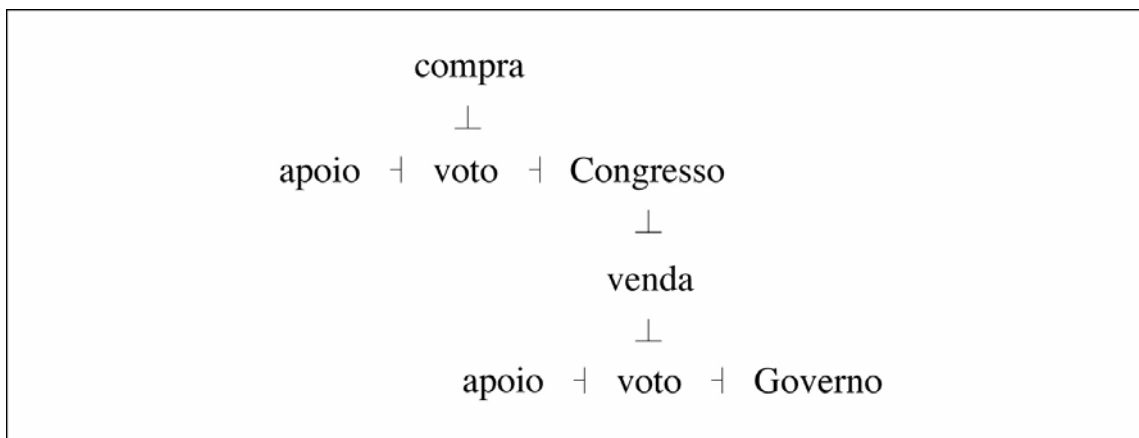 compra
⊥
apoio ⊣ voto ⊣ Congresso
⊥
venda
⊥
apoio ⊣ voto ⊣ Governo